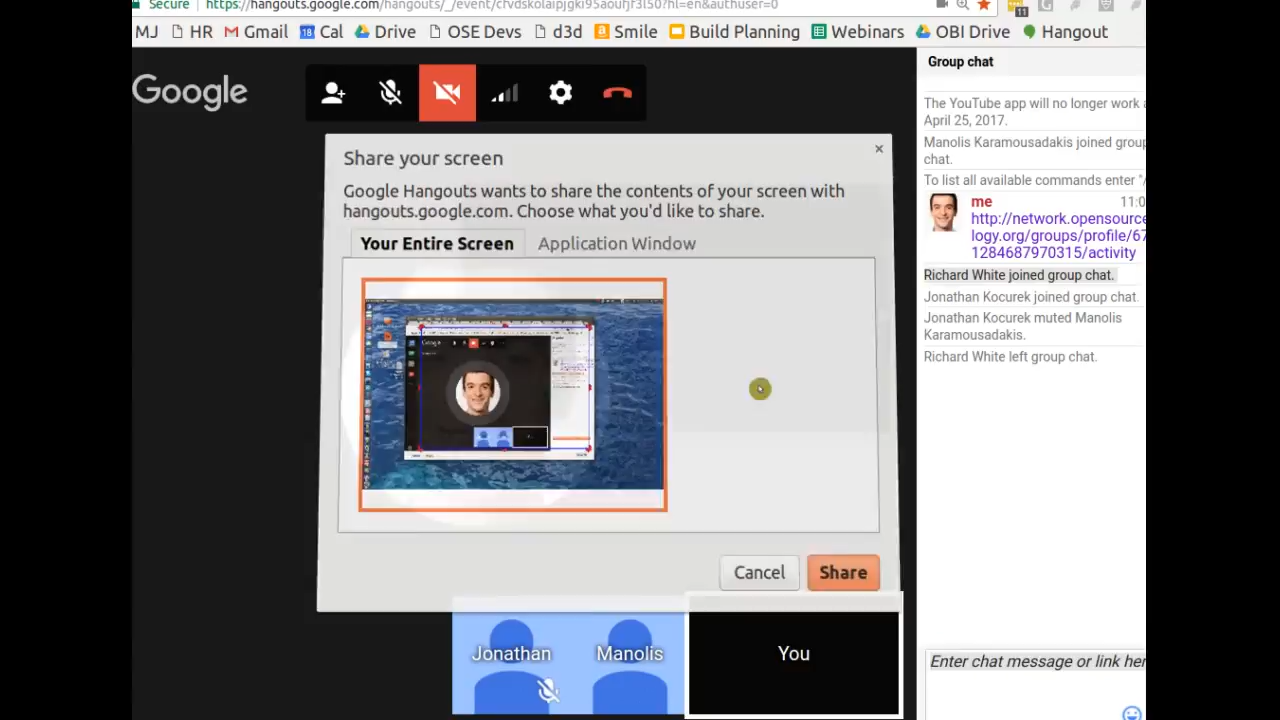 Secure https://hangouts.google.com/hangouts/_/event/
?hl=en&authuser=0
11
MJ HR Gmail 18 Cal Drive OSE Devs d3d Smile Build Planning Webinars OBI Drive Hangout
Google
Group chat
The YouTube app will no longer work a
April 25, 2017.
Manolis Karamousadakis joined group
chat.
To list all available commands enter "/
me 11:0
http://network.opensource
logy.org/groups/profile/67
1284687970315/activity
Richard White joined group chat.
Jonathan Kocurek joined group chat.
Jonathan Kocurek muted Manolis
Karamousadakis.
Richard White left group chat.
Share your screen
Google Hangouts wants to share the contents of your screen with
hangouts.google.com. Choose what you'd like to share.
Your Entire Screen Application Window
Cancel Share
Jonathan Manolis You
Enter chat message or link her